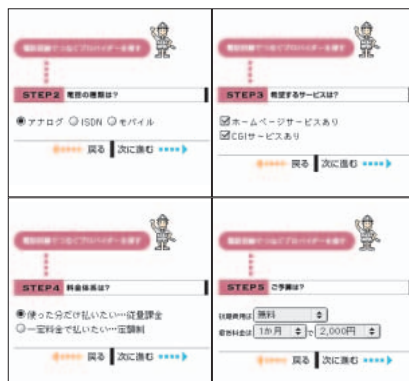 電話回線でつなぐプロバイダーを探す
STEP2 電話の種類は?
アナログ ISDN モバイル
戻る 次に進む
電話回線でつなぐプロバイダーを探す
STEP3 希望するサービスは?
ホームページサービスあり
CGIサービスあり
戻る 次に進む
電話回線でつなぐプロバイダーを探す
STEP4 料金体系は?
使った分だけ払いたい…従量課金
一定料金で払いたい…定額制
戻る 次に進む
電話回線でつなぐプロバイダーを探す
STEP5 ご予算は?
初期費用は 無料
1か月 で 2,000円
戻る 次に進む